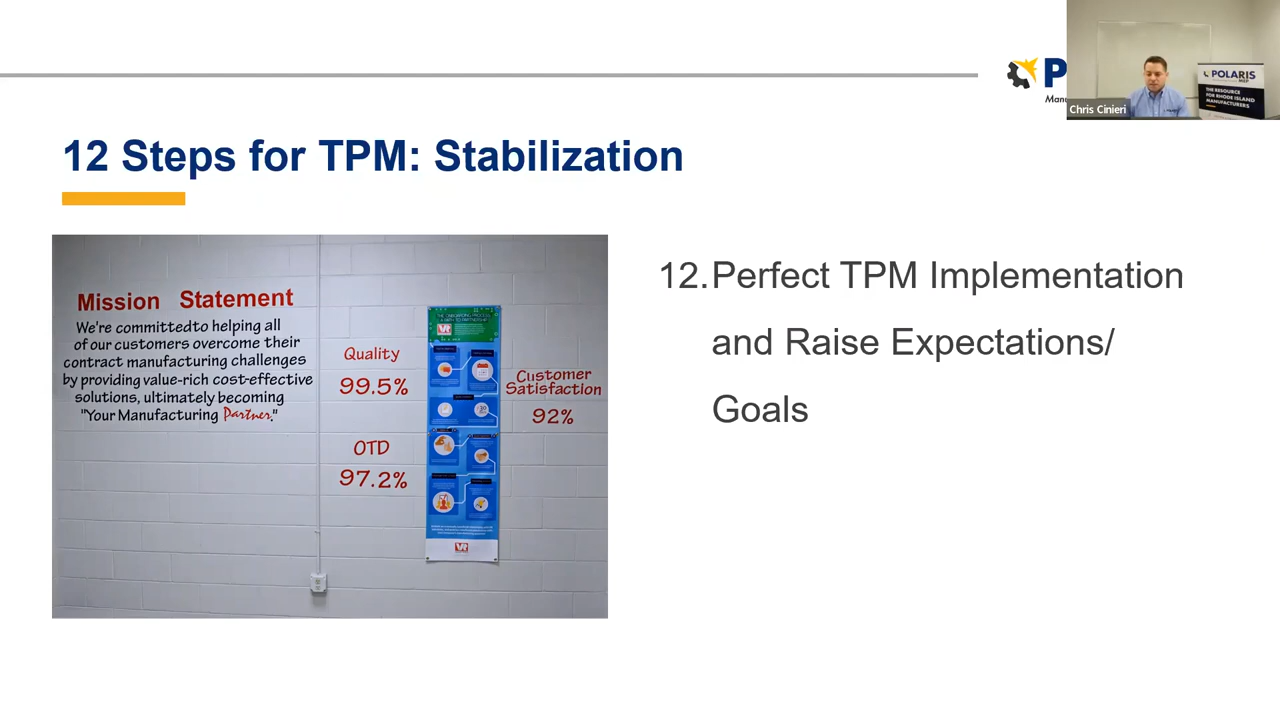 P
Manu
POLARIS
MEP
THE RESOURCE
FOR RHODE ISLAND
MANUFACTURERS
Chris Cinieri
12 Steps for TPM: Stabilization
Mission Statement
We're committedto helping all
of our customers overcome their
contract manufacturing challenges
by providing value-rich cost-effective
solutions, ultimately becoming
"Your Manufacturing Partner."
Quality
99.5%
OTD
97.2%
Customer
Satisfaction
92%
12.Perfect TPM Implementation
and Raise Expectations/
Goals